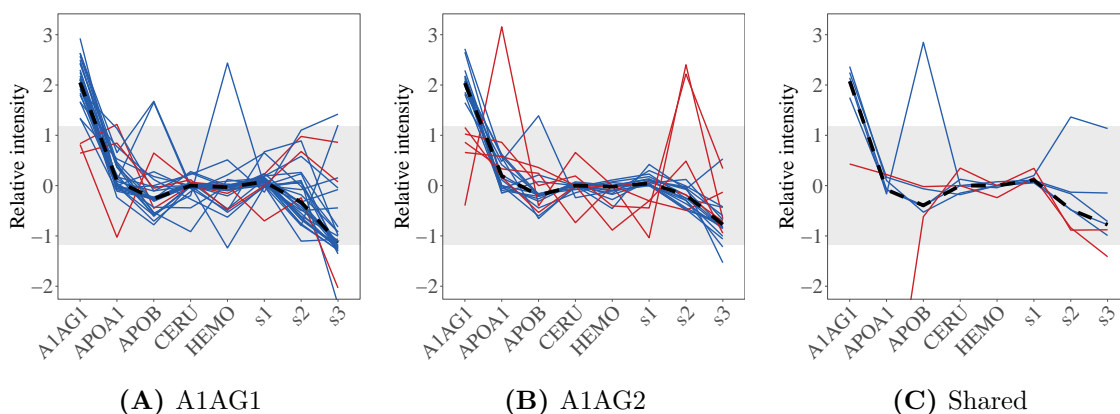 Relative intensity
3
2
1
0
−1
−2
A1AG1
APOA1
APOB
CERU
HEMO
s1
s2
s3
(A) A1AG1
Relative intensity
3
2
1
0
−1
−2
A1AG1
APOA1
APOB
CERU
HEMO
s1
s2
s3
(B) A1AG2
Relative intensity
3
2
1
0
−1
−2
A1AG1
APOA1
APOB
CERU
HEMO
s1
s2
s3
(C) Shared